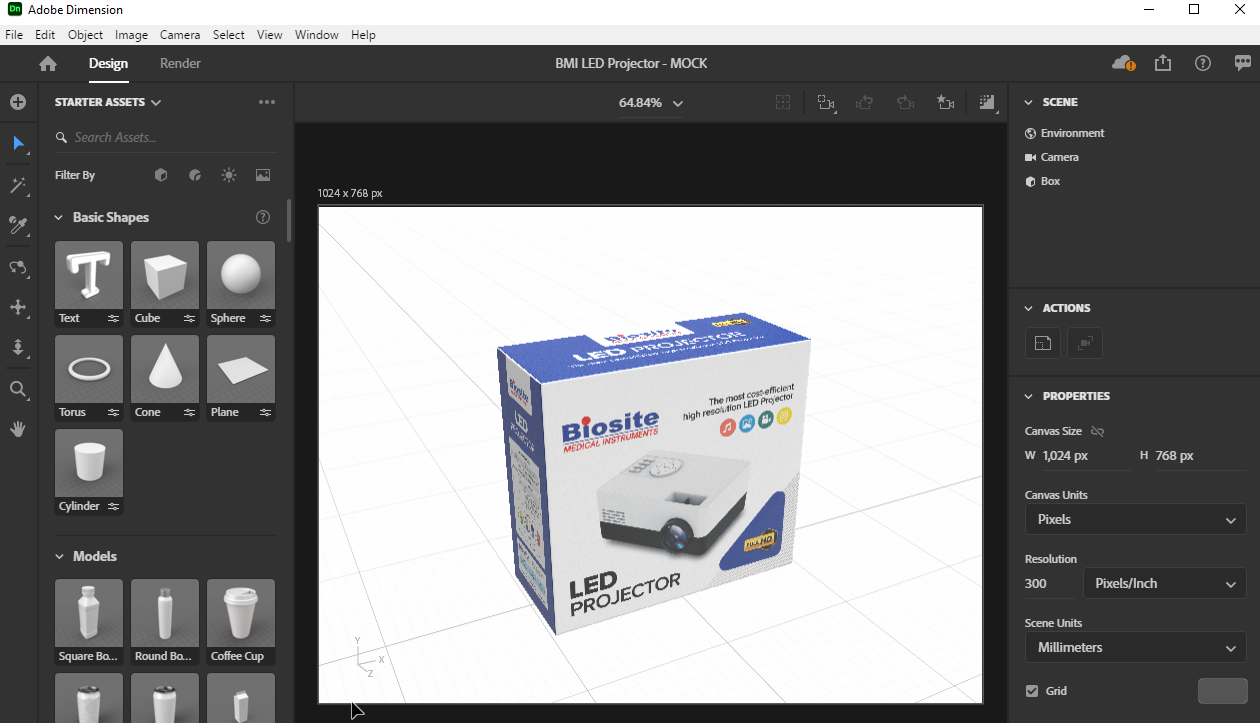 Dn Adobe Dimension
File Edit Object Image Camera Select View Window Help
Design Render BMI LED Projector - MOCK
STARTER ASSETS
Search Assets...
Filter By
Basic Shapes
Text Cube Sphere
Torus Cone Plane
Cylinder
Models
Square Bo... Round Bo... Coffee Cup
64.84%
1024 x 768 px
Biosite
LED PROJECTOR
Biosite
LED
PROJECTOR
The most cost-efficient
high resolution LED Projector
Biosite
MEDICAL INSTRUMENTS
FULL HD
LED
PROJECTOR
Y
X
Z
SCENE
Environment
Camera
Box
ACTIONS
PROPERTIES
Canvas Size
W 1,024 px H 768 px
Canvas Units
Pixels
Resolution
300 Pixels/Inch
Scene Units
Millimeters
Grid